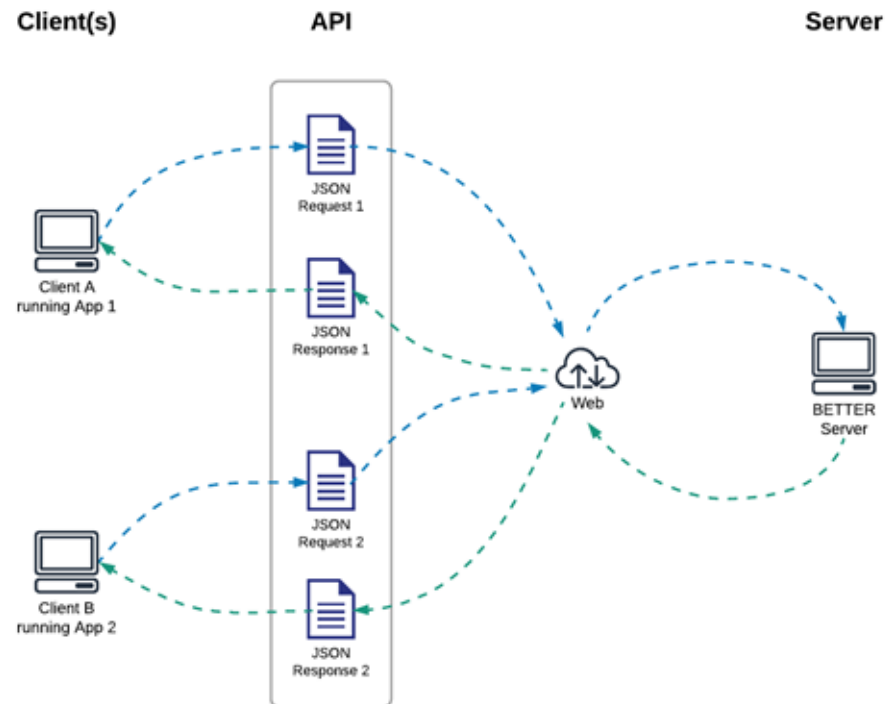 Client(s)
API
Server
JSON
Request 1
Client A
running App 1
JSON
Response 1
Web
BETTER
Server
JSON
Request 2
Client B
running App 2
JSON
Response 2